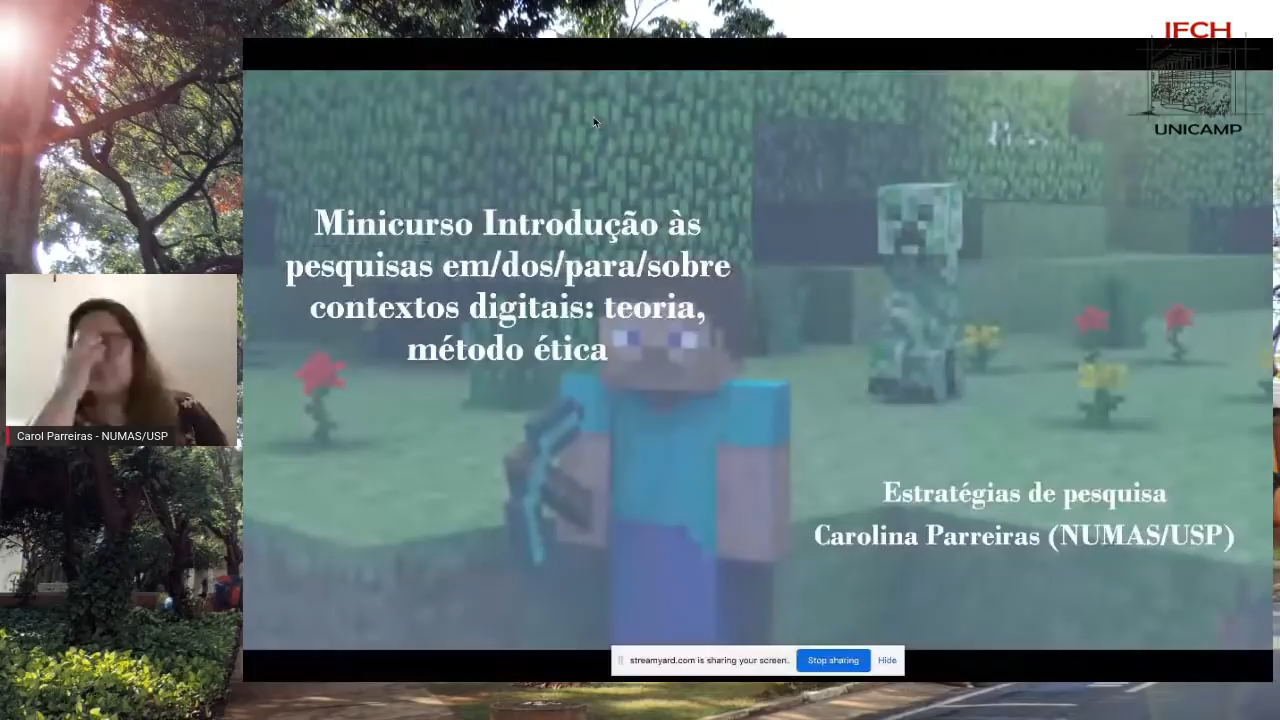 IFCH
UNICAMP
Minicurso Introdução às
pesquisas em/dos/para/sobre
contextos digitais: teoria,
método ética
Carol Parreiras - NUMAS/USP
Estratégias de pesquisa
Carolina Parreiras (NUMAS/USP)
streamyard.com is sharing your screen.
Stop sharing
Hide